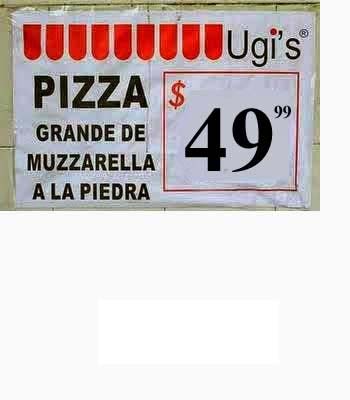 Ugi's®
PIZZA
GRANDE DE
MUZZARELLA
A LA PIEDRA
$ 49 99